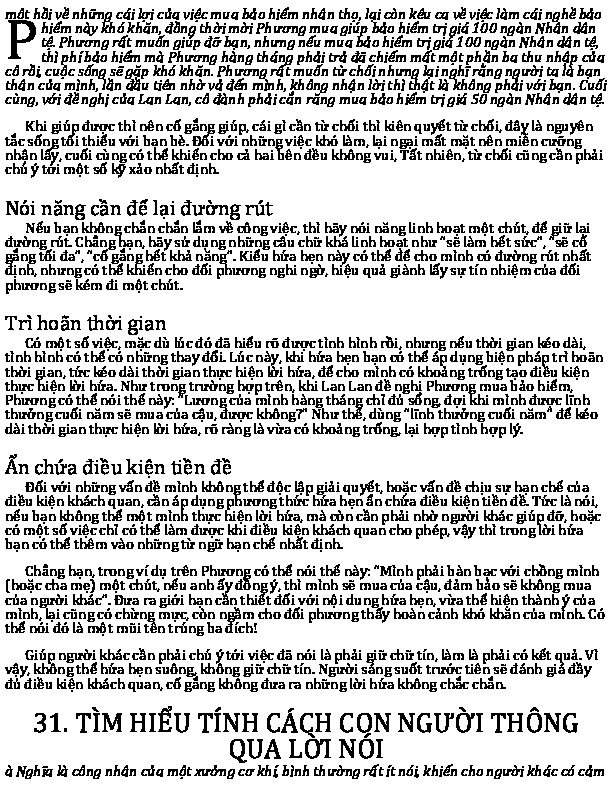 một hồi về những cái lợi của việc mua bảo hiểm nhân thọ, lại còn kêu ca về việc làm cái nghề bảo
P hiểm này khó khăn, đồng thời mời Phương mua giúp bảo hiểm trị giá 100 ngàn Nhân dân
tệ. Phương rất muốn giúp đỡ bạn, nhưng nếu mua bảo hiểm trị giá 100 ngàn Nhân dân tệ,
thì phí bảo hiểm mà Phương hàng tháng phải trả đã chiếm mất một phần ba thu nhập của
cô rồi, cuộc sống sẽ gặp khó khăn. Phương rất muốn từ chối nhưng lại nghĩ rằng người ta là bạn
thân của mình, lần đầu tiên nhờ vả đến mình, không nhận lời thì thật là không phải với bạn. Cuối
cùng, với đề nghị của Lan Lan, cô đành phải cắn răng mua bảo hiểm trị giá 50 ngàn Nhân dân tệ.
Khi giúp được thì nên cố gắng giúp, cái gì cần từ chối thì kiên quyết từ chối, đây là nguyên
tắc sống tối thiểu với bạn bè. Đối với những việc khó làm, lại ngại mất mặt nên miễn cưỡng
nhận lấy, cuối cùng có thể khiến cho cả hai bên đều không vui, Tất nhiên, từ chối cũng cần phải
chú ý tới một số kỹ xảo nhất định.
Nói năng cần để lại đường rút
Nếu bạn không chắn chắn lắm về công việc, thì hãy nói năng linh hoạt một chút, để giữ lại
đường rút. Chẳng hạn, hãy sử dụng những câu chữ khá linh hoạt như “sẽ làm hết sức”, “sẽ cố
gắng tối đa”, “cố gắng hết khả năng”. Kiểu hứa hẹn này có thể để cho mình có đường rút nhất
định, nhưng có thể khiến cho đối phương nghi ngờ, hiệu quả giành lấy sự tín nhiệm của đối
phương sẽ kém đi một chút.
Trì hoãn thời gian
Có một số việc, mặc dù lúc đó đã hiểu rõ được tình hình rồi, nhưng nếu thời gian kéo dài,
tình hình có thể có những thay đổi. Lúc này, khi hứa hẹn bạn có thể áp dụng biện pháp trì hoãn
thời gian, tức kéo dài thời gian thực hiện lời hứa, để cho mình có khoảng trống tạo điều kiện
thực hiện lời hứa. Như trong trường hợp trên, khi Lan Lan đề nghị Phương mua bảo hiểm,
Phương có thể nói thế này: “Lương của mình hàng tháng chỉ đủ sống, đợi khi mình được lĩnh
thưởng cuối năm sẽ mua của cậu, được không?” Như thế, dùng “lĩnh thưởng cuối năm” để kéo
dài thời gian thực hiện lời hứa, rõ ràng là vừa có khoảng trống, lại hợp tình hợp lý.
Ẩn chứa điều kiện tiền đề
Đối với những vấn đề mình không thể độc lập giải quyết, hoặc vấn đề chịu sự hạn chế của
điều kiện khách quan, cần áp dụng phương thức hứa hẹn ẩn chứa điều kiện tiền đề. Tức là nói,
nếu bạn không thể một mình thực hiện lời hứa, mà còn cần phải nhờ người khác giúp đỡ, hoặc
có một số việc chỉ có thể làm được khi điều kiện khách quan cho phép, vậy thì trong lời hứa
bạn có thể thêm vào những từ ngữ hạn chế nhất định.
Chẳng hạn, trong ví dụ trên Phương có thể nói thế này: “Mình phải bàn bạc với chồng mình
(hoặc cha mẹ) một chút, nếu anh ấy đồng ý, thì mình sẽ mua của cậu, đảm bảo sẽ không mua
của người khác”. Đưa ra giới hạn cần thiết đối với nội dung hứa hẹn, vừa thể hiện thành ý của
mình, lại cũng có chừng mực, còn ngầm cho đối phương thấy hoàn cảnh khó khăn của mình. Có
thể nói đó là một mũi tên trúng ba đích!
Giúp người khác cần phải chú ý tới việc đã nói là phải giữ chữ tín, làm là phải có kết quả. Vì
vậy, không thể hứa hẹn suông, không giữ chữ tín. Người sáng suốt trước tiên sẽ đánh giá đầy
đủ điều kiện khách quan, cố gắng không đưa ra những lời hứa không chắc chắn.
31. TÌM HIỂU TÍNH CÁCH CON NGƯỜI THÔNG
QUA LỜI NÓI
à Nghĩa là công nhân của một xưởng cơ khí, bình thường rất ít nói, khiến cho người khác có cảm